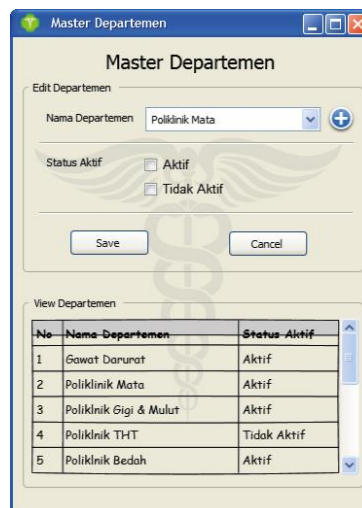 Master Departemen
Master Departemen
Edit Departemen
Nama Departemen Poliklinik Mata
Status Aktif Aktif
Tidak Aktif
Save Cancel
View Departemen
No Nama Departemen Status Aktif
1 Gawat Darurat Aktif
2 Poliklinik Mata Aktif
3 Poliklnik Gigi & Mulut Aktif
4 Poliklnik THT Tidak Aktif
5 Poliklnik Bedah Aktif